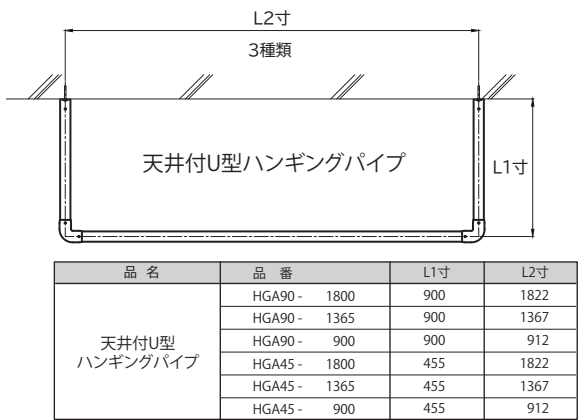 L2寸
3種類
天井付U型ハンギングパイプ
L1寸
品 名 品 番 L1寸 L2寸
天井付U型
ハンギングパイプ
HGA90 - 1800 900 1822
HGA90 - 1365 900 1367
HGA90 - 900 900 912
HGA45 - 1800 455 1822
HGA45 - 1365 455 1367
HGA45 - 900 455 912